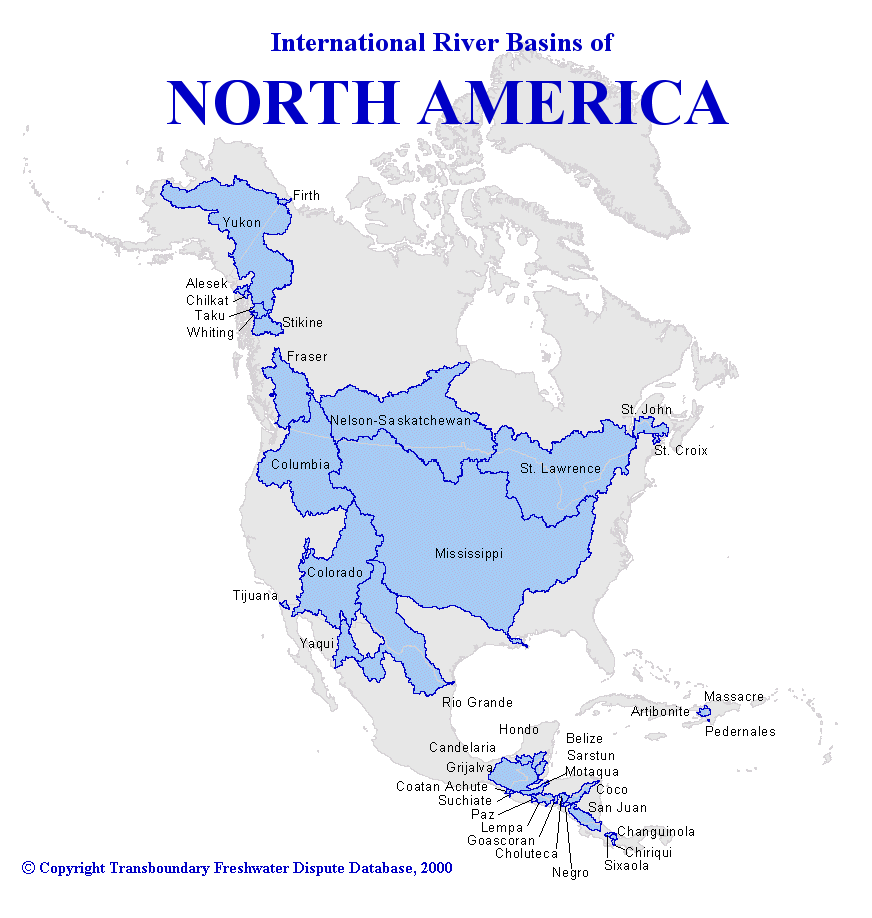 International River Basins of
NORTH AMERICA
Firth
Yukon
Alesek
Chilkat
Taku
Whiting
Stikine
Fraser
St. John
Nelson-Saskatchewan
St. Croix
Columbia
St. Lawrence
Mississippi
Colorado
Tijuana
Yaqui
Rio Grande
Massacre
Artibonite
Pedernales
Hondo
Belize
Candelaria
Sarstun
Grijalva
Motaqua
Coatan Achute
Coco
Suchiate
San Juan
Paz
Lempa
Changuinola
Goascoran
Choluteca
Chiriqui
Sixaola
Negro
© Copyright Transboundary Freshwater Dispute Database, 2000